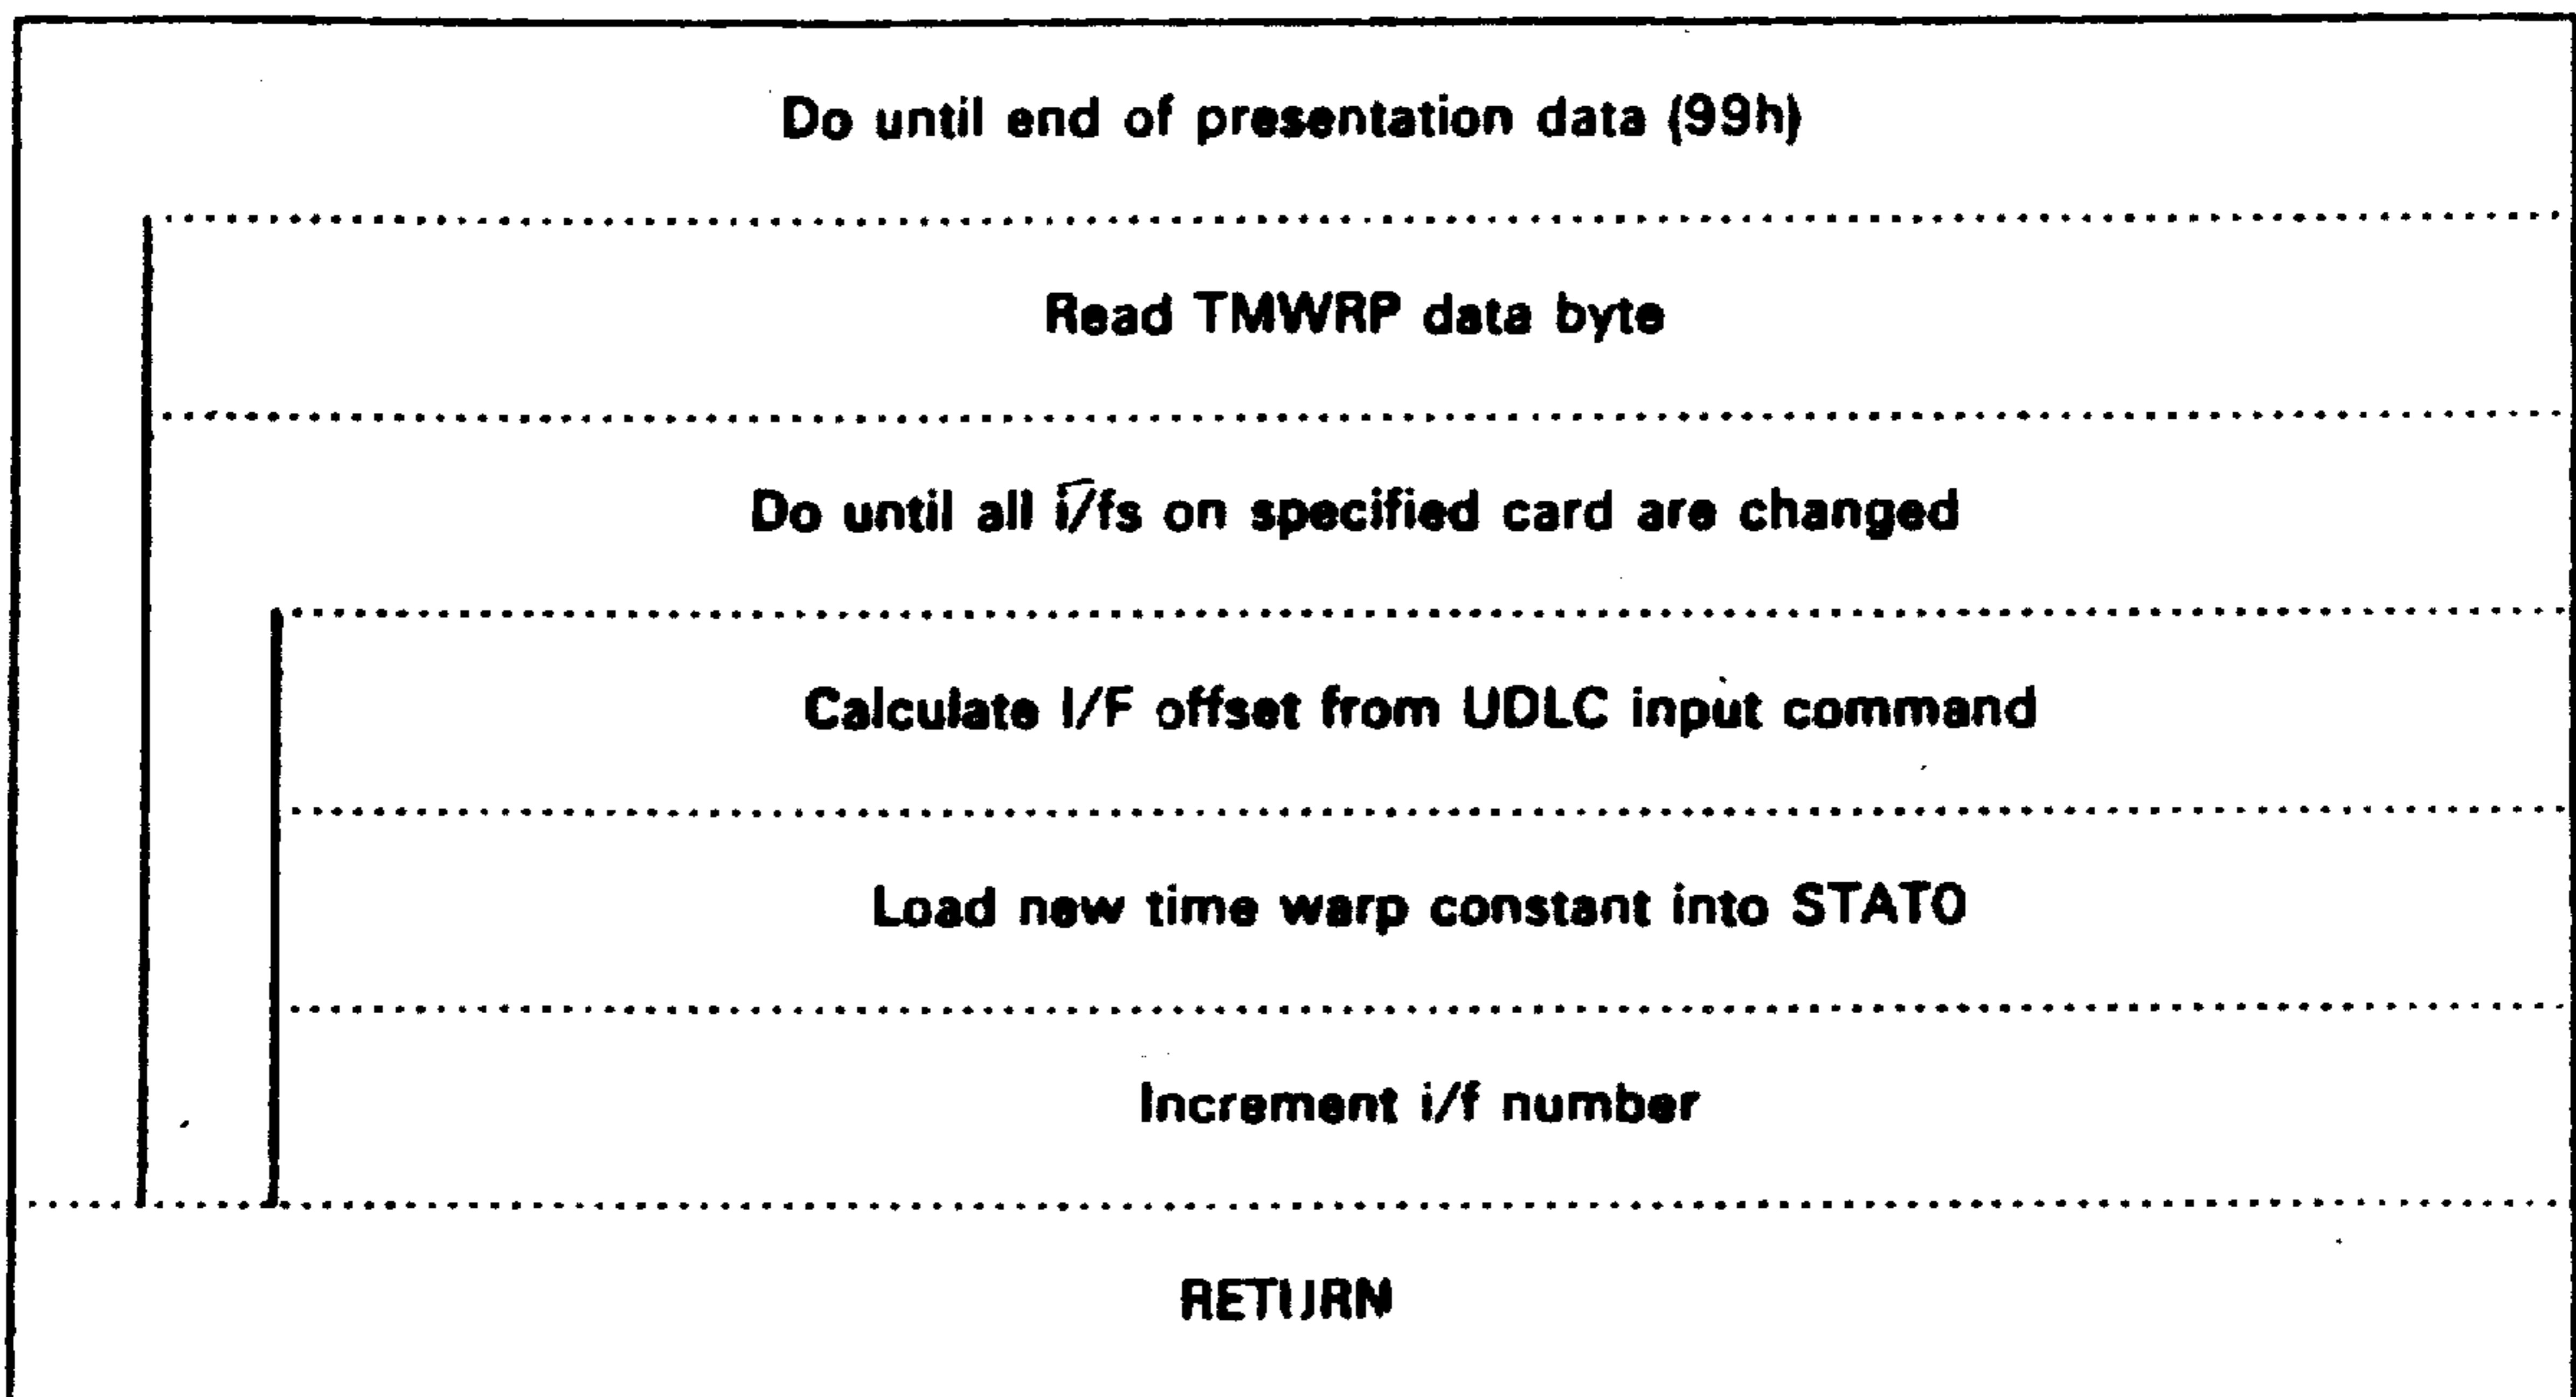 Do until end of presentation data (99h)
Read TMWRP data byte
Do until all i/fs on specified card are changed
Calculate I/F offset from UDLC input command
Load new time warp constant into STAT0
Increment i/f number
RETURN